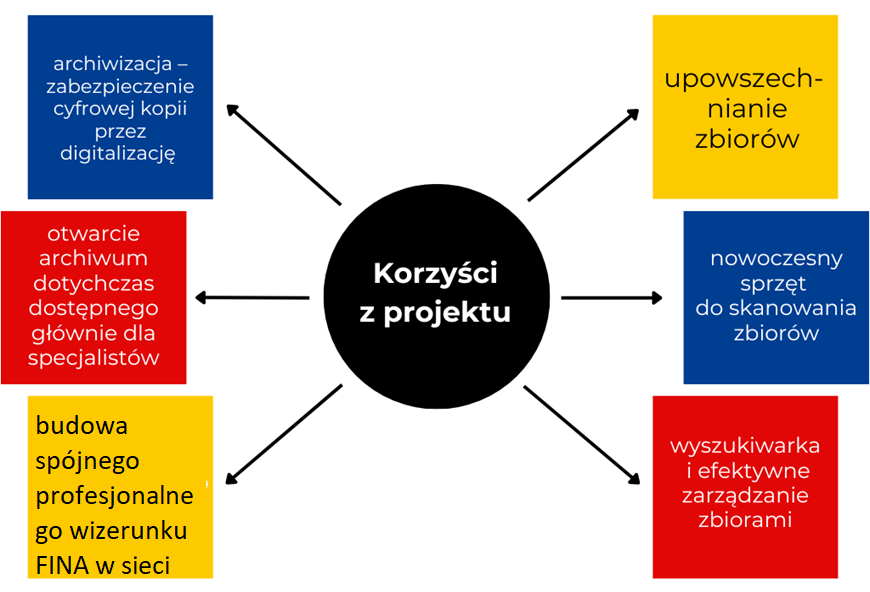 archiwizacja –
zabezpieczenie
cyfrowej kopii
przez
digitalizację
upowszech-
nianie
zbiorów
otwarcie
archiwum
dotychczas
dostępnego
głównie dla
specjalistów
Korzyści
z projektu
nowoczesny
sprzęt
do skanowania
zbiorów
budowa
spójnego
profesjonalne
go wizerunku
FINA w sieci
wyszukiwarka
i efektywne
zarządzanie
zbiorami